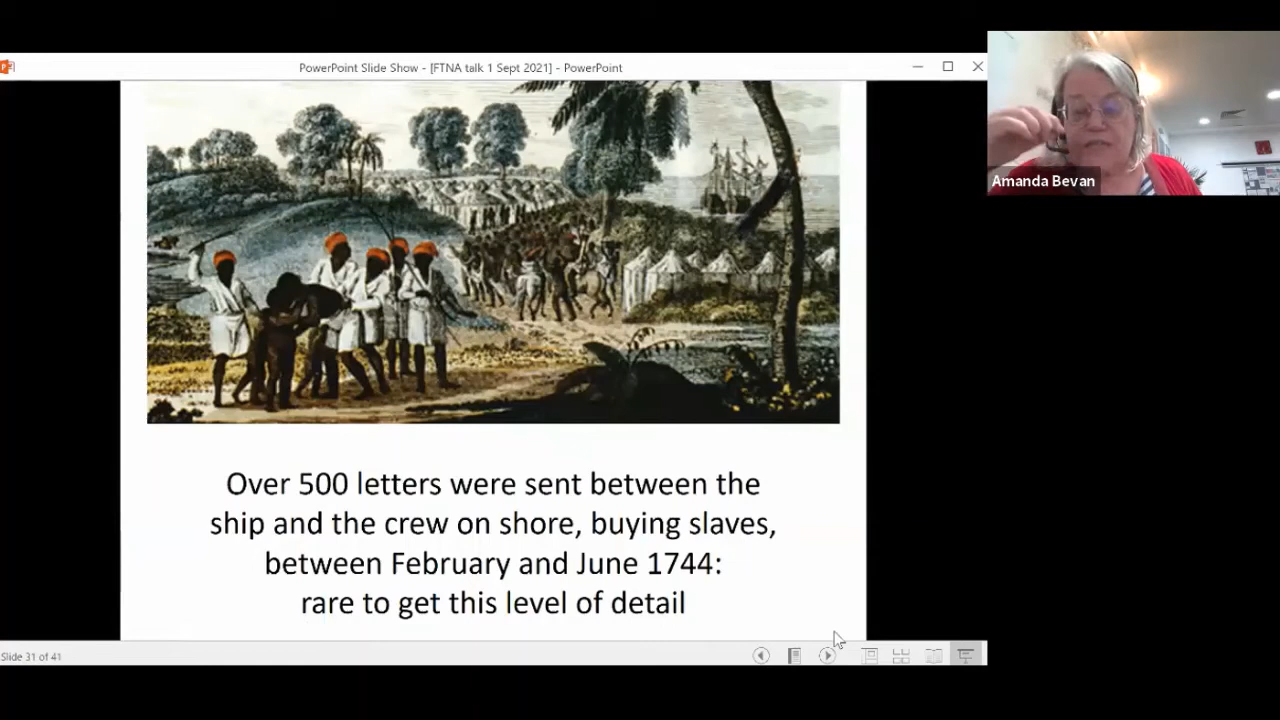 PowerPoint Slide Show - [FTNA talk 1 Sept 2021] - PowerPoint
Amanda Bevan
Over 500 letters were sent between the
ship and the crew on shore, buying slaves,
between February and June 1744:
rare to get this level of detail
Slide 31 of 41